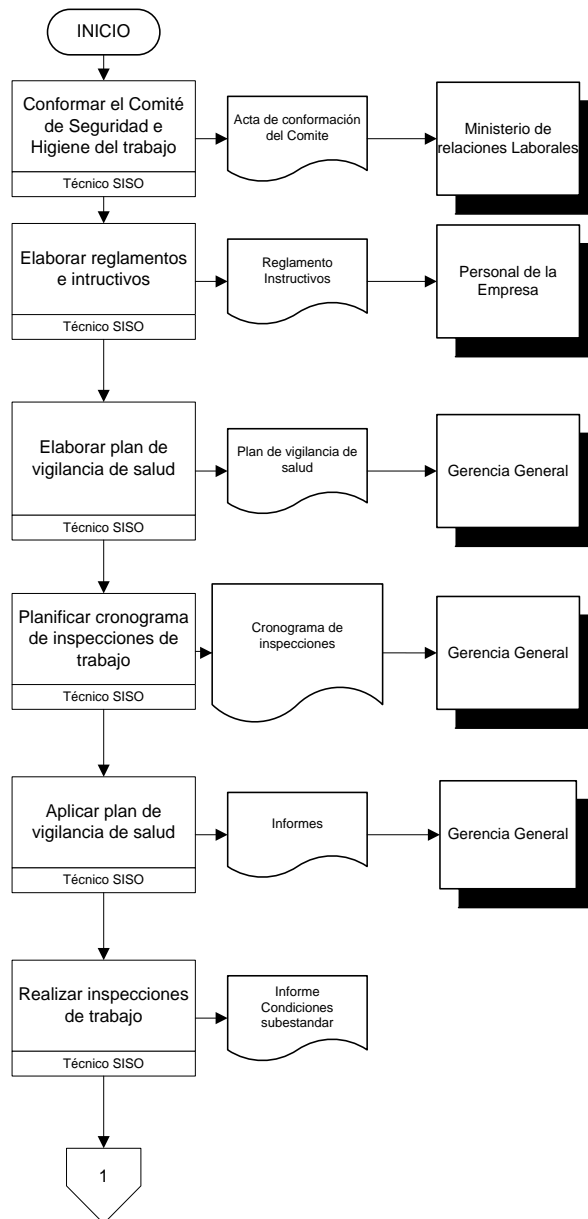 INICIO
Conformar el Comité
de Seguridad e
Higiene del trabajo
Técnico SISO
Acta de conformación
del Comite
Ministerio de
relaciones Laborales
Elaborar reglamentos
e intructivos
Técnico SISO
Reglamento
Instructivos
Personal de la
Empresa
Elaborar plan de
vigilancia de salud
Técnico SISO
Plan de vigilancia de
salud
Gerencia General
Planificar cronograma
de inspecciones de
trabajo
Técnico SISO
Cronograma de
inspecciones
Gerencia General
Aplicar plan de
vigilancia de salud
Técnico SISO
Informes
Gerencia General
Realizar inspecciones
de trabajo
Técnico SISO
Informe
Condiciones
subestandar
1